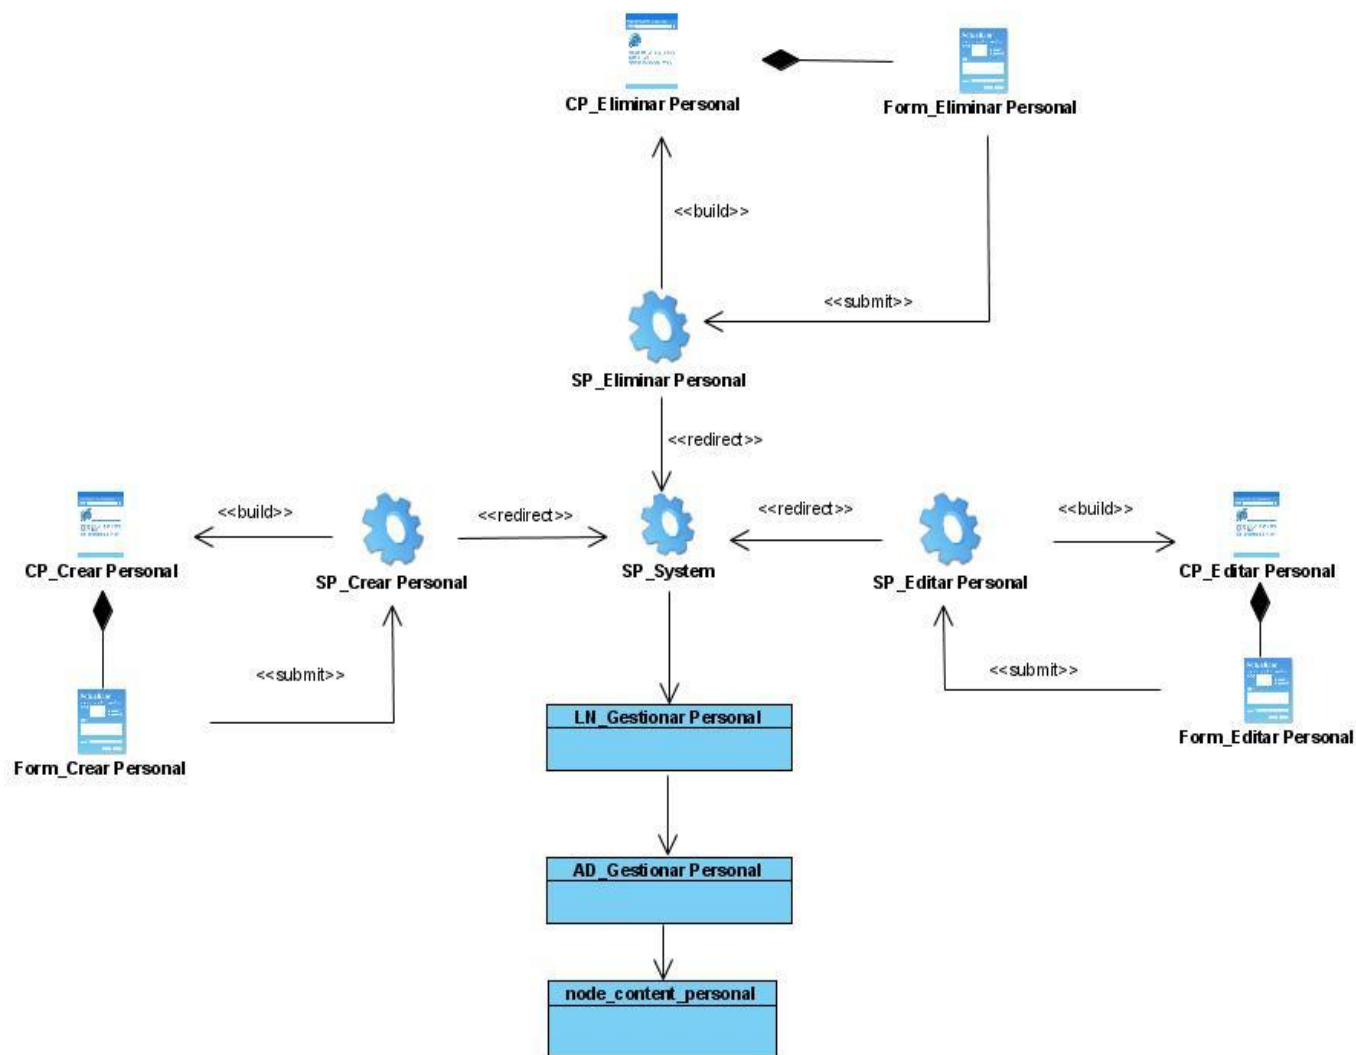 CP_Eliminar Personal
Form_Eliminar Personal
<<build>>
<<submit>>
SP_Eliminar Personal
<<redirect>>
<<build>>
<<redirect>>
<<redirect>>
<<build>>
CP_Crear Personal
SP_Crear Personal
SP_System
SP_Editar Personal
CP_Editar Personal
<<submit>>
<<submit>>
LN_Gestionar Personal
Form_Editar Personal
Form_Crear Personal
AD_Gestionar Personal
node_content_personal